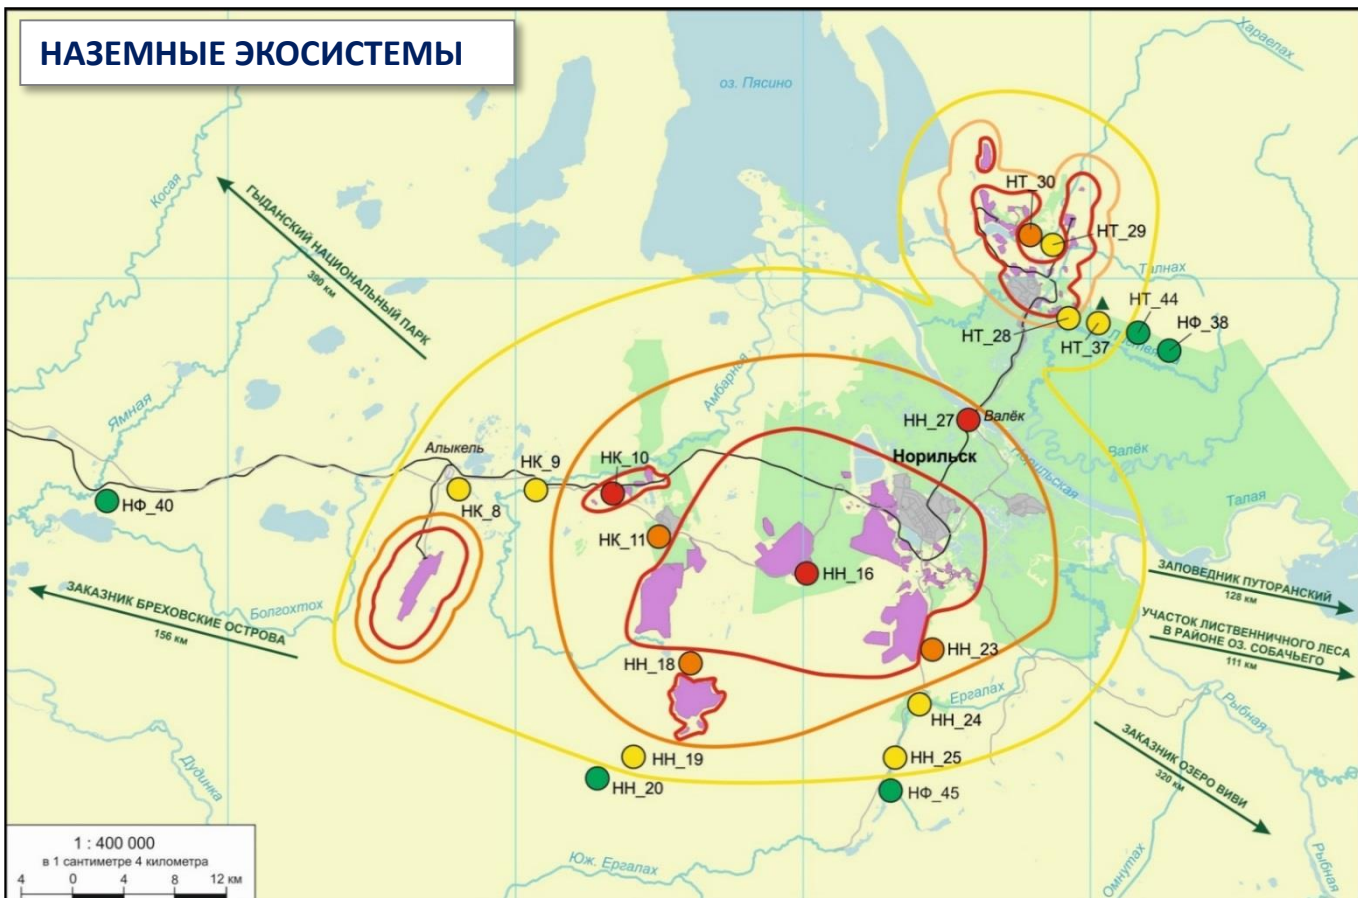 НАЗЕМНЫЕ ЭКОСИСТЕМЫ
оз. Пясино
Хараелах
Косая
ГЫДАНСКИЙ НАЦИОНАЛЬНЫЙ ПАРК
390 км
НТ_30
НТ_29
Талнах
НТ_44
НФ_38
НТ_28
НТ_37
Ямная
Амбарная
НН_27
Валёк
Алыкель
НК_9
НК_10
Норильск
Норильская
Валёк
НФ_40
НК_8
НК_11
НН_16
Талая
ЗАПОВЕДНИК ПУТОРАНСКИЙ
128 км
ЗАКАЗНИК БРЕХОВСКИЕ ОСТРОВА
156 км
Болгохтох
УЧАСТОК ЛИСТВЕННИЧНОГО ЛЕСА
В РАЙОНЕ ОЗ. СОБАЧЬЕГО
111 км
НН_18
НН_23
Ергалах
НН_24
Рыбная
ЗАКАЗНИК ОЗЕРО ВИВИ
320 км
Дудинка
НН_19
НН_25
НН_20
НФ_45
1 : 400 000
в 1 сантиметре 4 километра
4 0 4 8 12 км
Юж. Ергалах
Омнутах
Рыбная